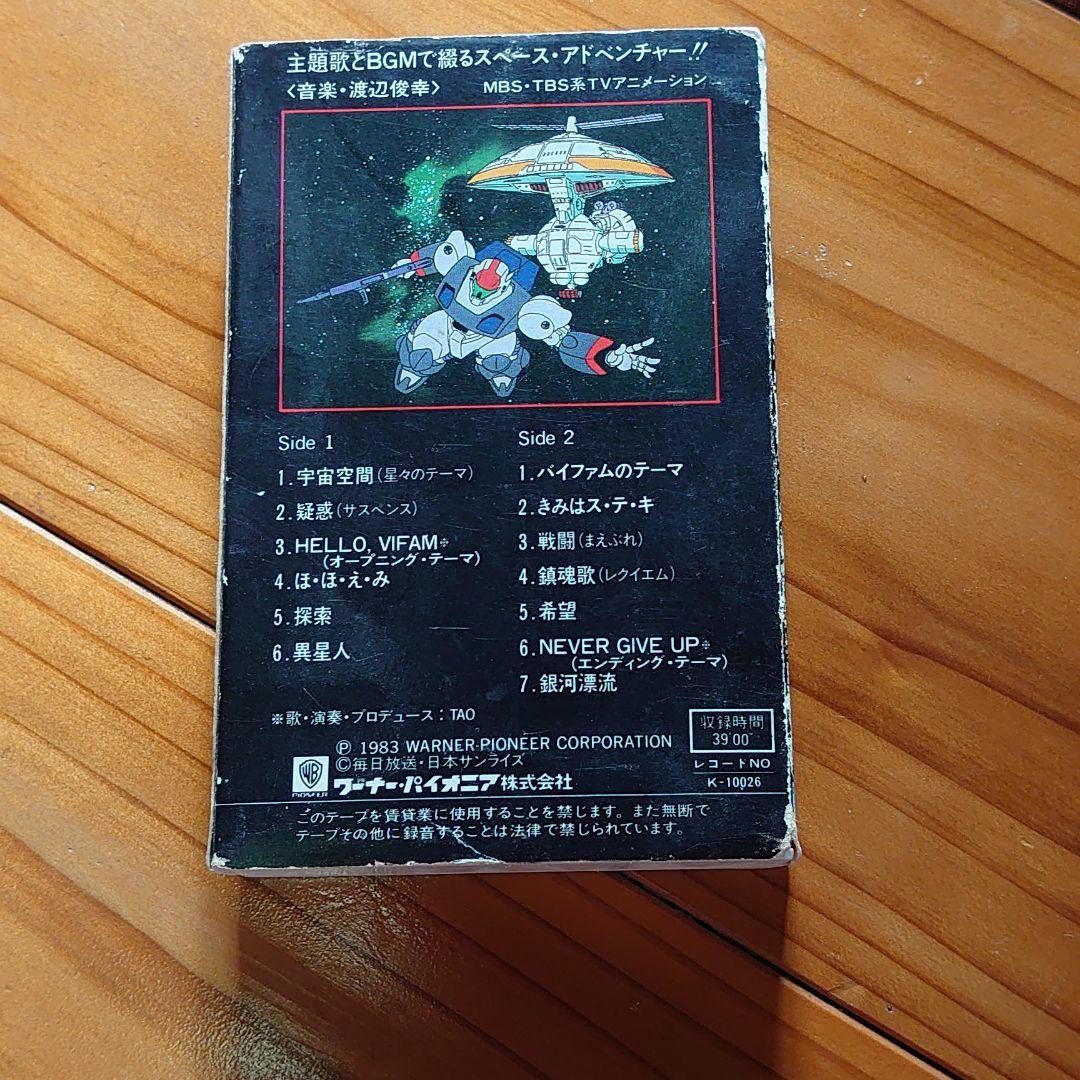 主題歌とBGMで綴るスペース・アドベンチャー!!
〈音楽・渡辺俊幸〉 MBS・TBS系TVアニメーション
Side 1
1.宇宙空間(星々のテーマ)
2.疑惑(サスペンス)
3.HELLO, VIFAM※
(オープニング・テーマ)
4.ほ・ほ・え・み
5.探索
6.異星人
Side 2
1.バイファムのテーマ
2.きみはス・テ・キ
3.戦闘(まえぶれ)
4.鎮魂歌(レクイエム)
5.希望
6.NEVER GIVE UP※
(エンディング・テーマ)
7.銀河漂流
※歌・演奏・プロデュース：TAO
Ⓟ 1983 WARNER-PIONEER CORPORATION
Ⓒ毎日放送・日本サンライズ
WB
PIONEER
ワーナー・パイオニア株式会社
収録時間
39'00"
レコードNO
K-10026
このテープを賃貸業に使用することを禁じます。また無断で
テープその他に録音することは法律で禁じられています。